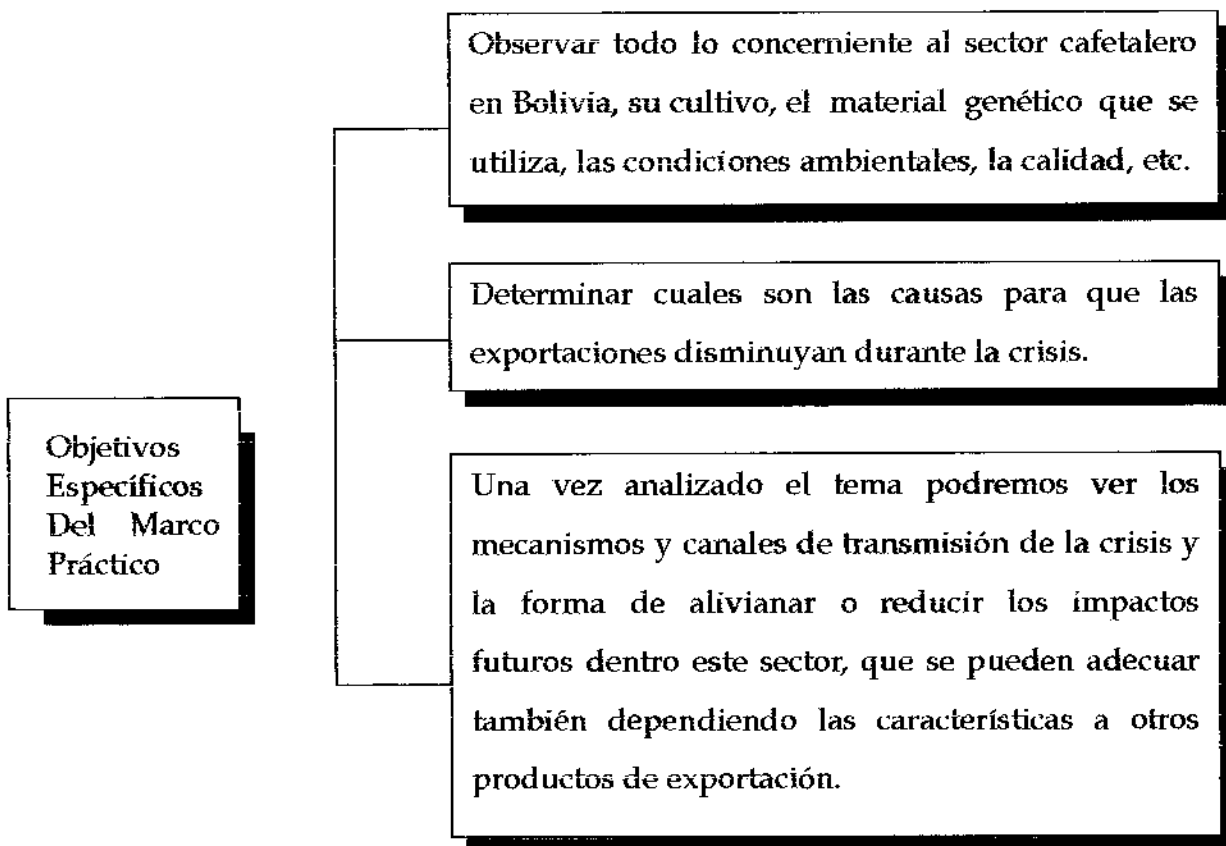 Observar todo lo concerniente al sector cafetalero
en Bolivia, su cultivo, el material genético que se
utiliza, las condiciones ambientales, la calidad, etc.
Determinar cuales son las causas para que las
exportaciones disminuyan durante la crisis.
Objetivos
Específicos
Del Marco
Práctico
Una vez analizado el tema podremos ver los
mecanismos y canales de transmisión de la crisis y
la forma de alivianar o reducir los impactos
futuros dentro este sector, que se pueden adecuar
también dependiendo las características a otros
productos de exportación.